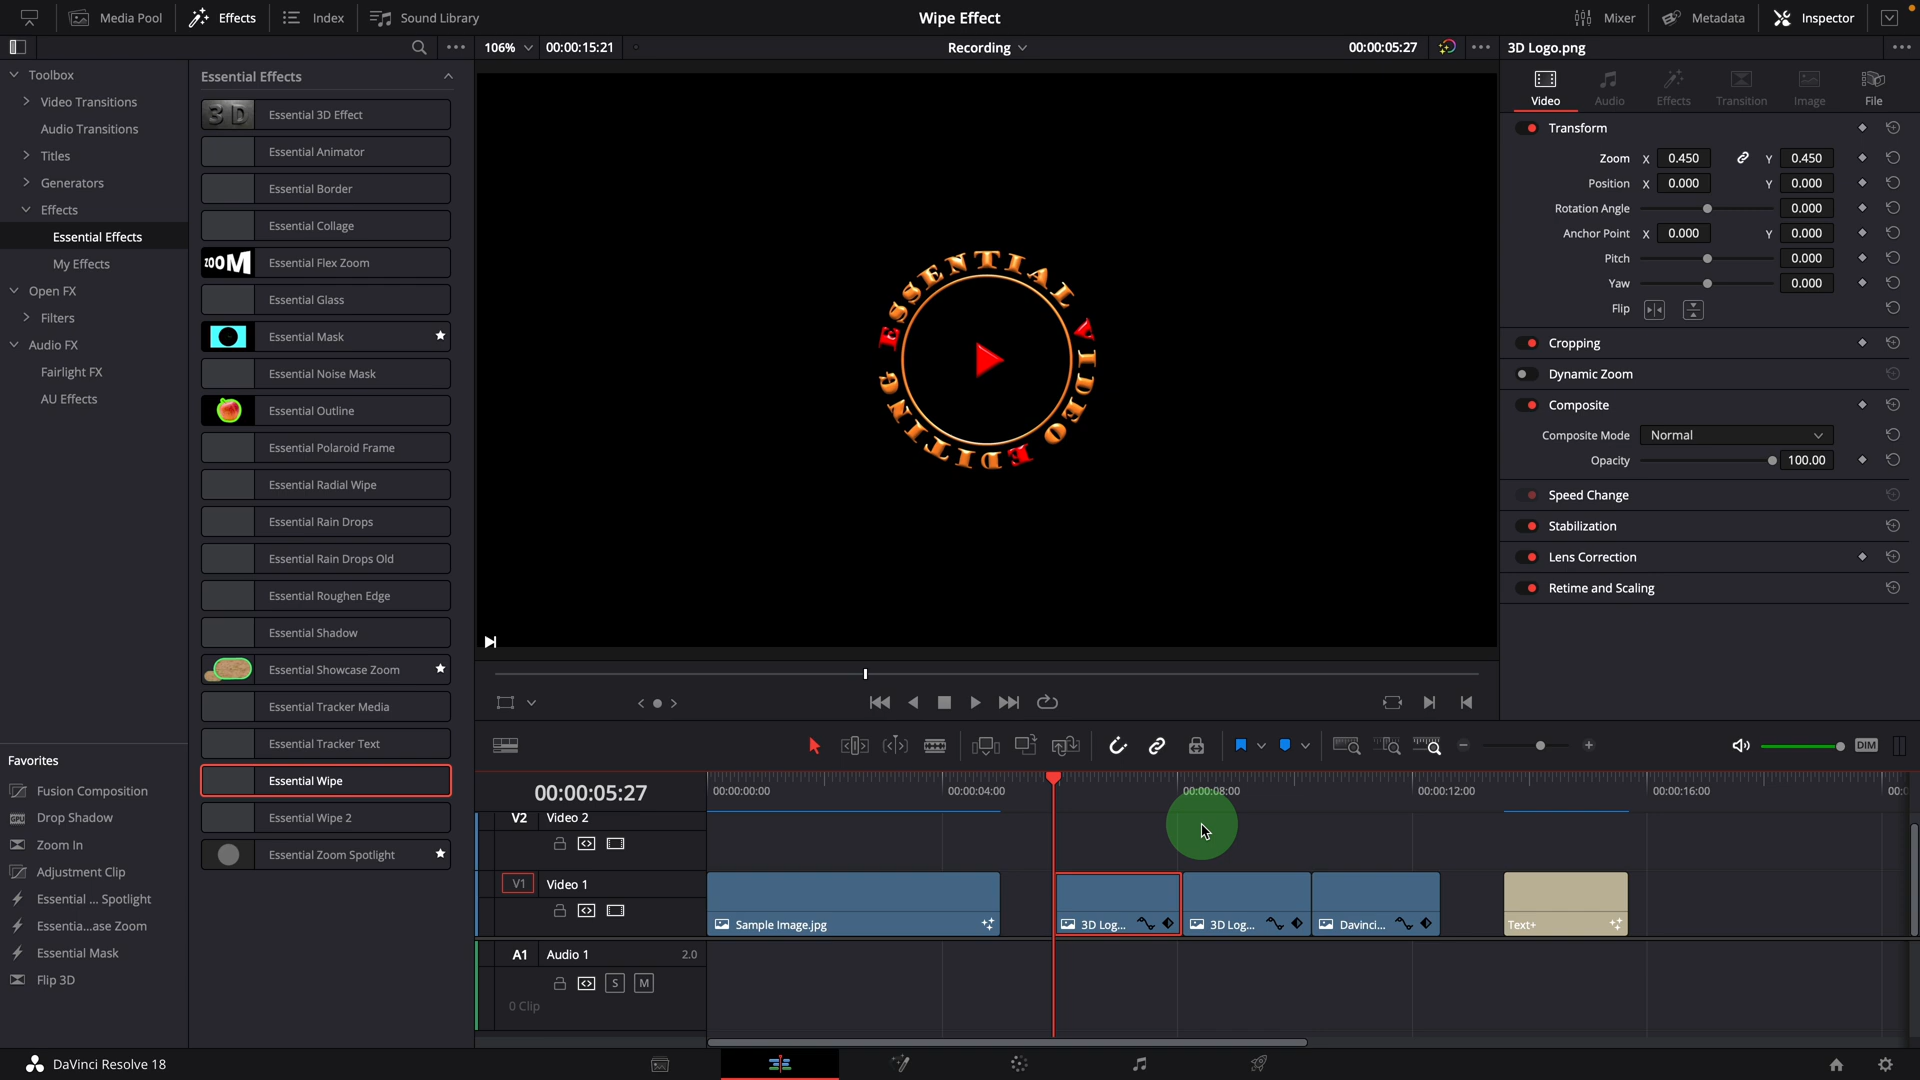 Media Pool
Effects
Index
Sound Library
Wipe Effect
Mixer
Metadata
Inspector
106%
00:00:15:21
Recording
00:00:05:27
3D Logo.png
Toolbox
Video Transitions
Audio Transitions
Titles
Generators
Effects
Essential Effects
My Effects
Open FX
Filters
Audio FX
Fairlight FX
AU Effects
Essential Effects
3D
Essential 3D Effect
Essential Animator
Essential Border
Essential Collage
ZOOM
Essential Flex Zoom
Essential Glass
Essential Mask
Essential Noise Mask
Essential Outline
Essential Polaroid Frame
Essential Radial Wipe
Essential Rain Drops
Essential Rain Drops Old
Essential Roughen Edge
Essential Shadow
Essential Showcase Zoom
Essential Tracker Media
Essential Tracker Text
Essential Wipe
Essential Wipe 2
Essential Zoom Spotlight
Favorites
Fusion Composition
Drop Shadow
Zoom In
Adjustment Clip
Essential ... Spotlight
Essentia...ase Zoom
Essential Mask
Flip 3D
ESSENTIAL VIDEO EDITING
Video
Audio
Effects
Transition
Image
File
Transform
Zoom X 0.450 Y 0.450
Position X 0.000 Y 0.000
Rotation Angle 0.000
Anchor Point X 0.000 Y 0.000
Pitch 0.000
Yaw 0.000
Flip
Cropping
Dynamic Zoom
Composite
Composite Mode Normal
Opacity 100.00
Speed Change
Stabilization
Lens Correction
Retime and Scaling
DIM
00:00:05:27
00:00:00:00
00:00:04:00
00:00:08:00
00:00:12:00
00:00:16:00
00:0
V2 Video 2
V1 Video 1
Sample Image.jpg
3D Log...
3D Log...
Davinci...
Text+
A1 Audio 1 2.0
S M
0 Clip
DaVinci Resolve 18